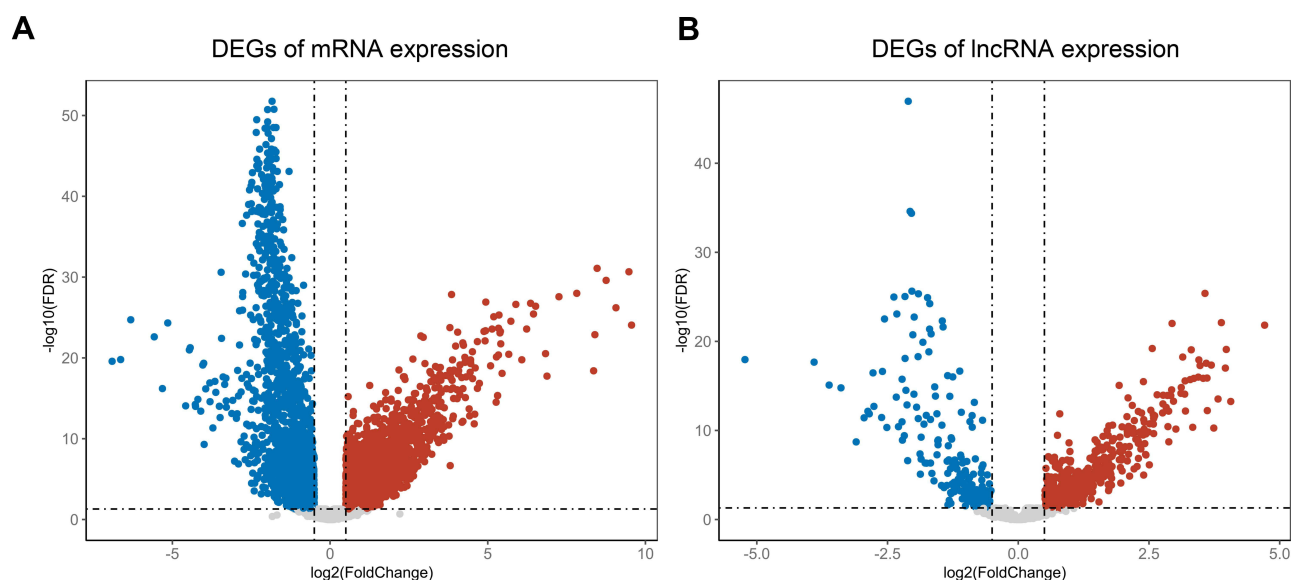 A
DEGs of mRNA expression
-log10(FDR)
50
40
30
20
10
0
-5
0
5
10
log2(FoldChange)
B
DEGs of lncRNA expression
-log10(FDR)
40
30
20
10
0
-5.0
-2.5
0.0
2.5
5.0
log2(FoldChange)